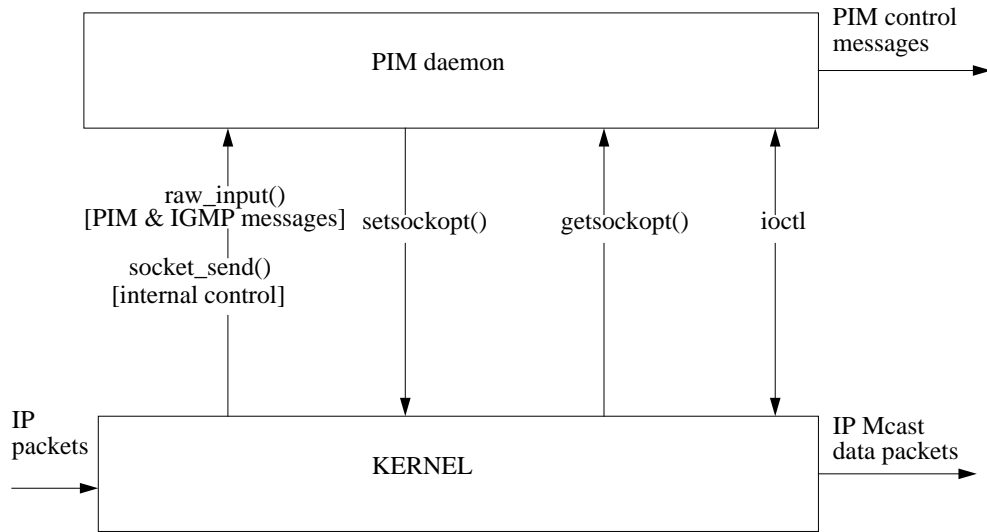 PIM control
messages
PIM daemon
raw_input()
[PIM & IGMP messages]
setsockopt()
getsockopt()
ioctl
socket_send()
[internal control]
IP
packets
KERNEL
IP Mcast
data packets